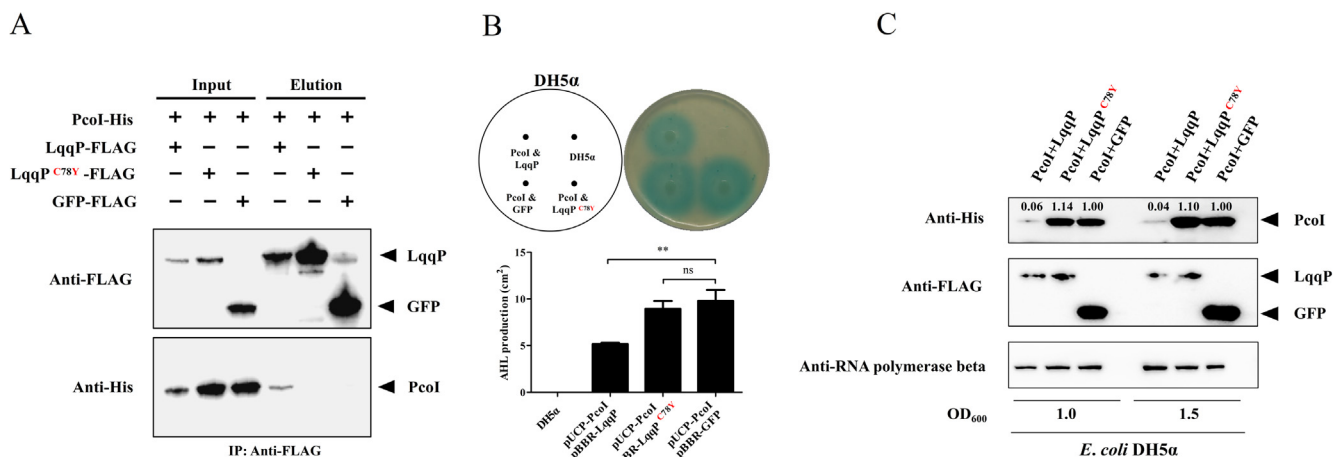 A
Input Elution
PcoI-His + + + + + +
LqqP-FLAG + – – + – –
LqqP C78Y -FLAG – + – – + –
GFP-FLAG – – + – – +
Anti-FLAG
LqqP
GFP
Anti-His
PcoI
IP: Anti-FLAG
B
DH5α
PcoI &
LqqP
DH5α
PcoI &
GFP
PcoI &
LqqP C78Y
AHL production (cm²)
15
10
5
0
**
ns
DH5α
pUCP-PcoI
pBBR-LqqP
pUCP-PcoI
BR-LqqP C78Y
pUCP-PcoI
pBBR-GFP
C
PcoI+LqqP
PcoI+LqqP C78Y
PcoI+GFP
PcoI+LqqP
PcoI+LqqP C78Y
PcoI+GFP
0.06 1.14 1.00 0.04 1.10 1.00
Anti-His
PcoI
Anti-FLAG
LqqP
GFP
Anti-RNA polymerase beta
OD₆₀₀ 1.0 1.5
E. coli DH5α